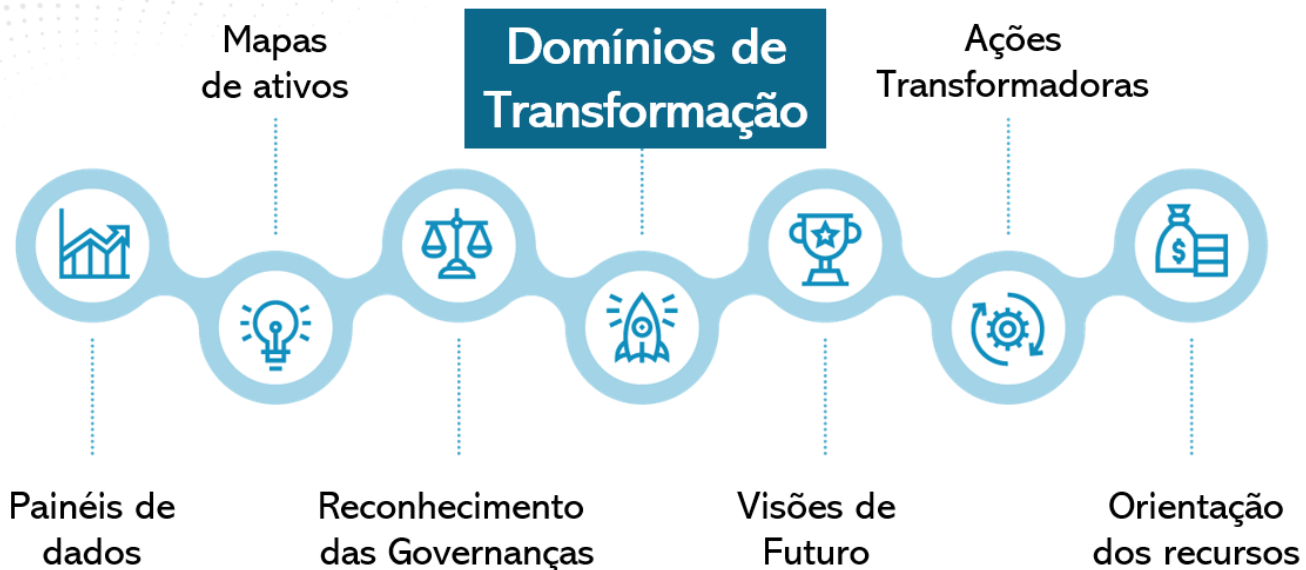 Mapas
de ativos
Domínios de
Transformação
Ações
Transformadoras
$
Painéis de
dados
Reconhecimento
das Governanças
Visões de
Futuro
Orientação
dos recursos